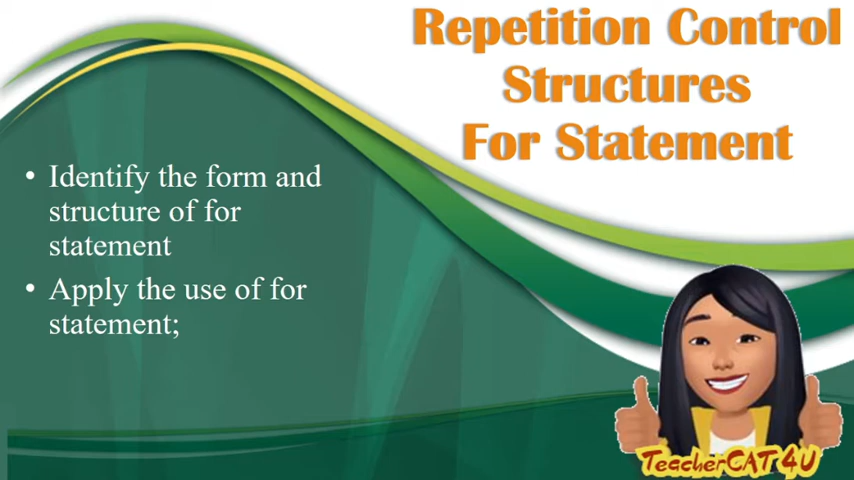 Repetition Control
Structures
For Statement
• Identify the form and
structure of for
statement
• Apply the use of for
statement;
TeacherCAT4U